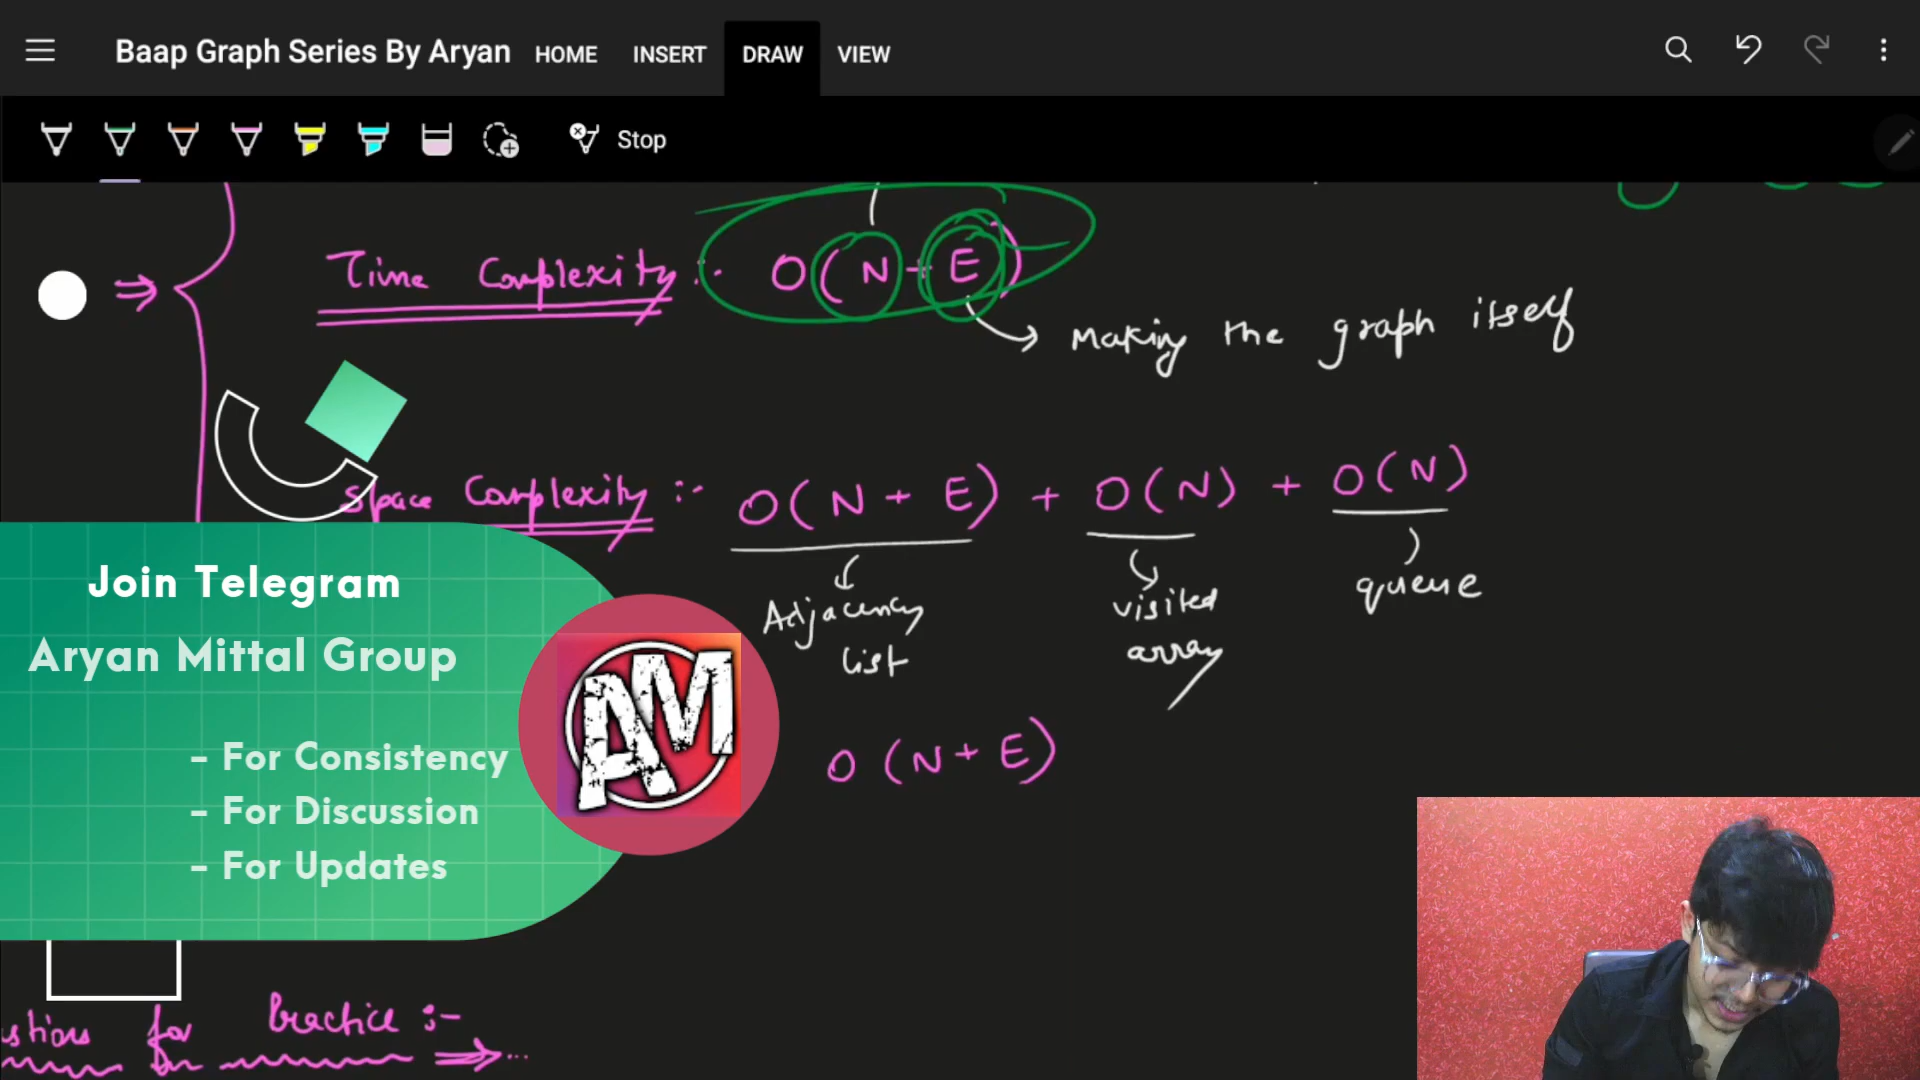 Baap Graph Series By Aryan HOME INSERT DRAW VIEW
Stop
Time Complexity :- O(N+E)
Making the graph itself
Space Complexity :- O(N + E) + O(N) + O(N)
Adjacency list
visited array
queue
O (N+E)
Join Telegram
Aryan Mittal Group
- For Consistency
- For Discussion
- For Updates
AM
for Practice :-